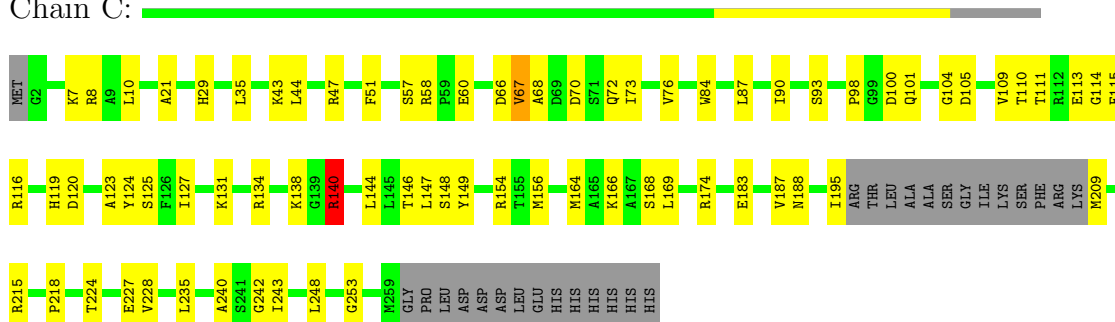 Chain C:
MET G2 K7 R8 A9 L10 A21 H29 L35 K43 L44 R47 F51 S57 R58 P59 E60 D66 V67 A68 D69 D70 S71 Q72 I73 V76 W84 L87 I90 S93 P98 G99 D100 Q101 G104 D105 V109 T110 T111 R112 E113 G114 E115
R116 H119 D120 A123 Y124 S125 F126 I127 K131 R134 K138 G139 R140 L144 L145 T146 L147 S148 Y149 R154 T155 M156 M164 A165 K166 A167 S168 L169 R174 E183 V187 N188 I195 ARG THR LEU ALA ALA SER GLY ILE LYS SER PHE ARG LYS M209
R215 P218 T224 E227 V228 L235 A240 S241 G242 I243 L248 G253 M259 GLY PRO LEU ASP ASP ASP LEU GLU HIS HIS HIS HIS HIS HIS